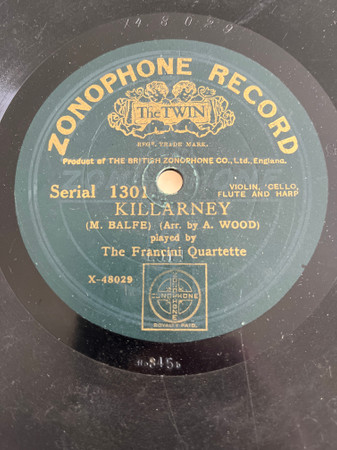 ZONOPHONE RECORD
The TWIN
REGD. TRADE MARK.
Product of THE BRITISH ZONOPHONE CO., Ltd., England.
Serial 1301
VIOLIN, 'CELLO,
FLUTE AND HARP
KILLARNEY
(M. BALFE) (Arr. by A. WOOD)
played by
The Francini Quartette
X-48029
ZONOPHONE